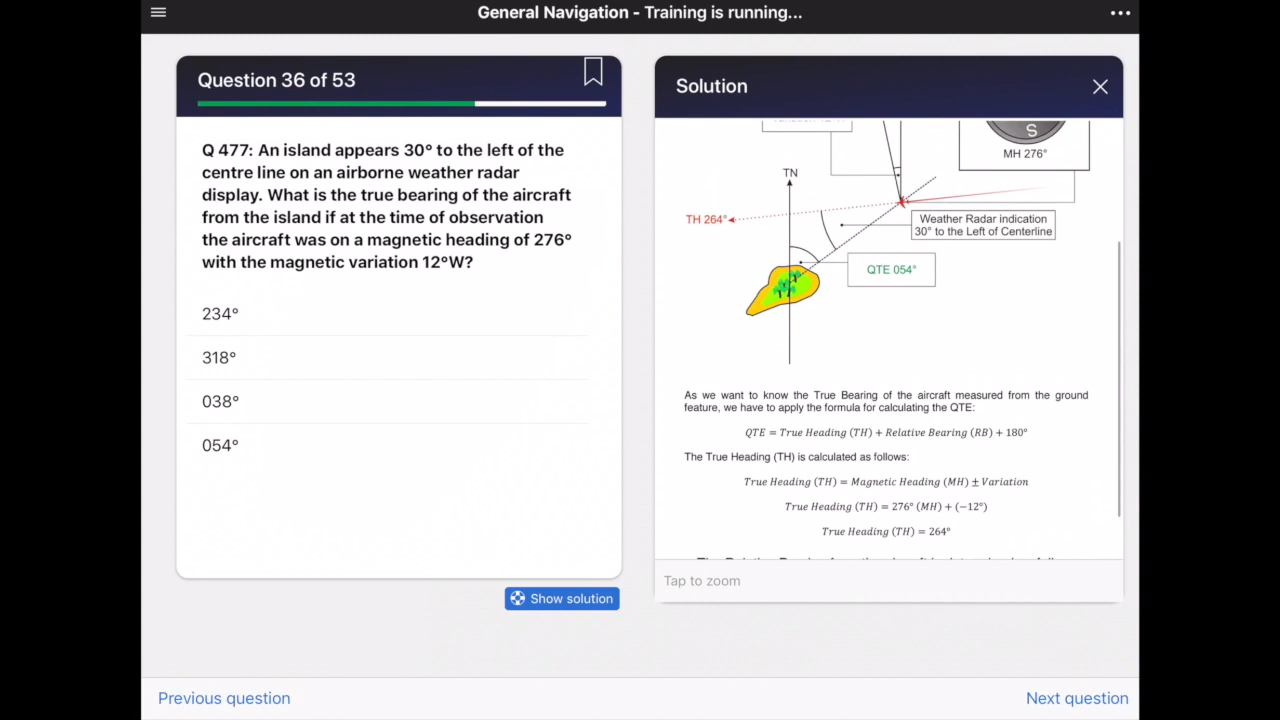 General Navigation - Training is running...
Question 36 of 53
Q 477: An island appears 30° to the left of the
centre line on an airborne weather radar
display. What is the true bearing of the aircraft
from the island if at the time of observation
the aircraft was on a magnetic heading of 276°
with the magnetic variation 12°W?
234°
318°
038°
054°
Show solution
Solution
S
MH 276°
TN
TH 264°
Weather Radar indication
30° to the Left of Centerline
QTE 054°
As we want to know the True Bearing of the aircraft measured from the ground
feature, we have to apply the formula for calculating the QTE:
QTE = True Heading (TH) + Relative Bearing (RB) + 180°
The True Heading (TH) is calculated as follows:
True Heading (TH) = Magnetic Heading (MH) ± Variation
True Heading (TH) = 276° (MH) + (−12°)
True Heading (TH) = 264°
Tap to zoom
Previous question
Next question